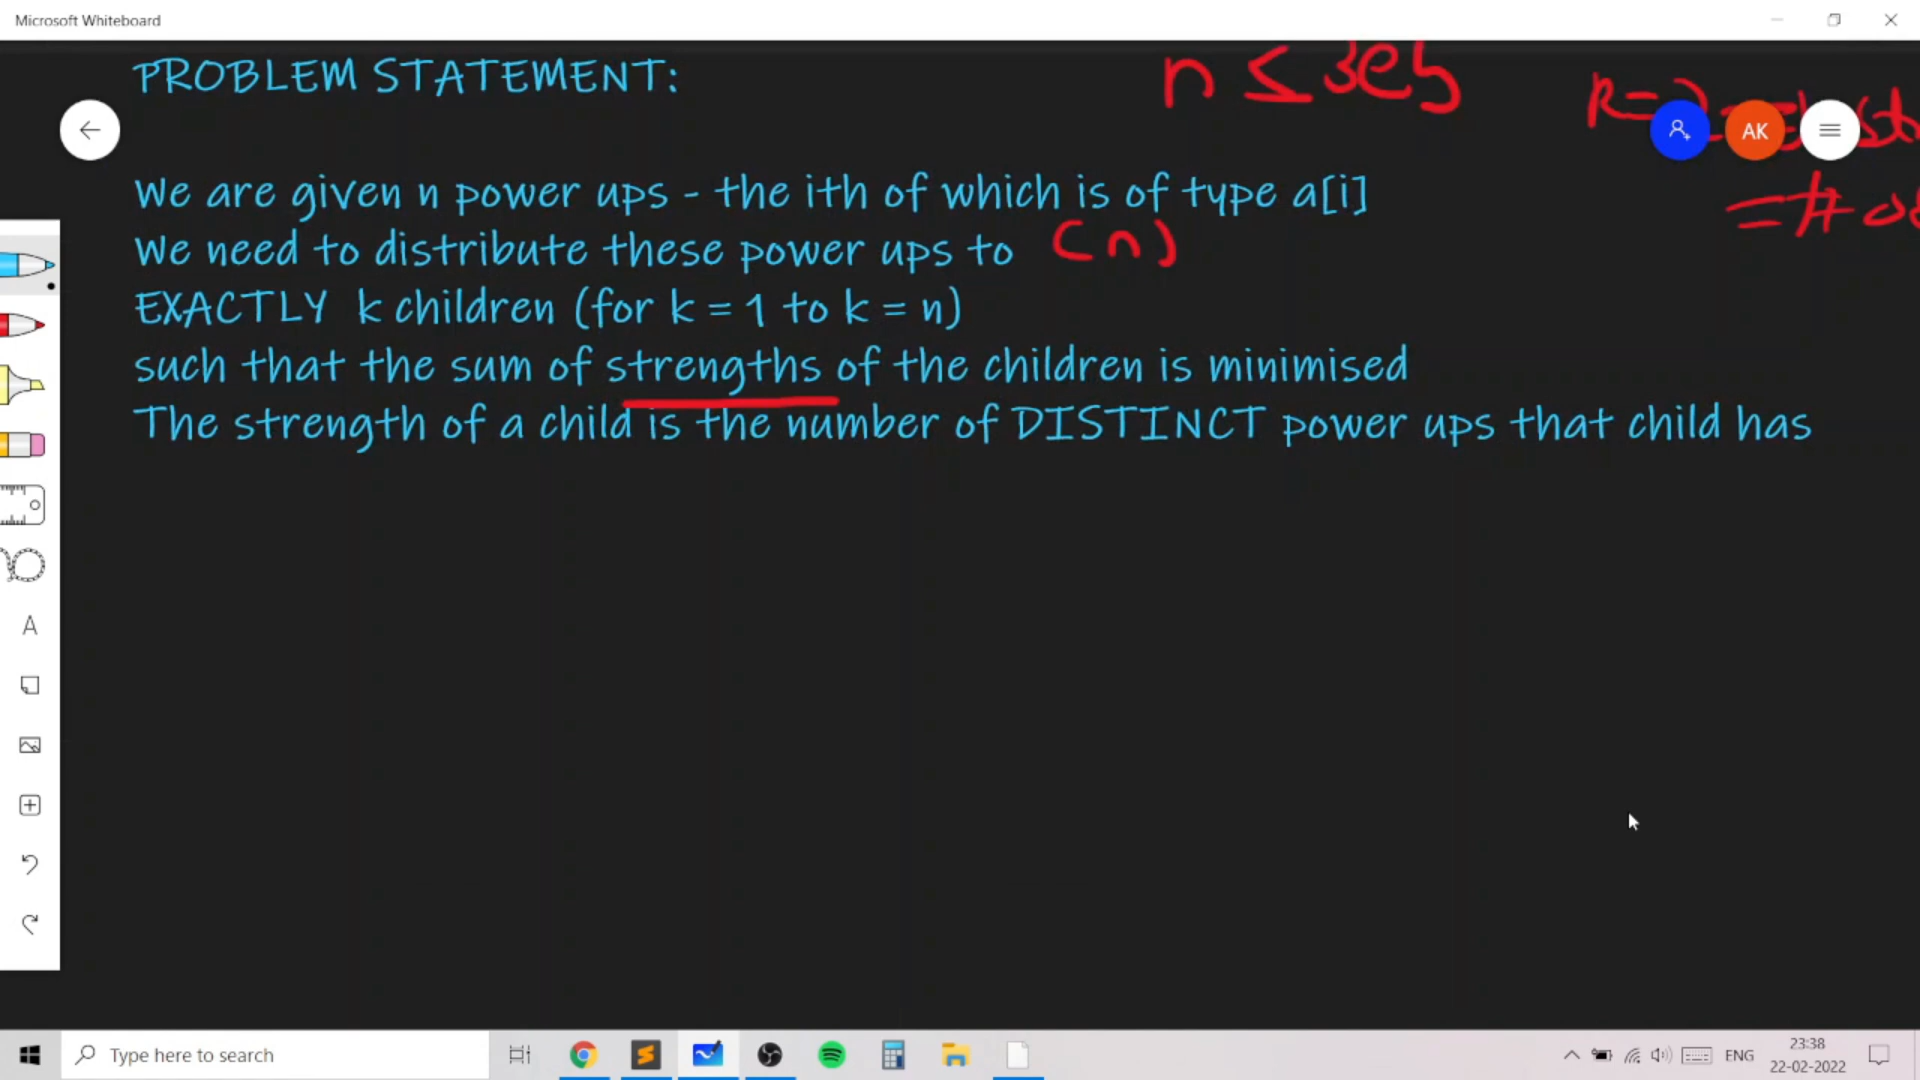 Microsoft Whiteboard
PROBLEM STATEMENT:
n ≤ 3e5
AK
We are given n power ups - the ith of which is of type a[i]
We need to distribute these power ups to (n)
EXACTLY k children (for k = 1 to k = n)
such that the sum of strengths of the children is minimised
The strength of a child is the number of DISTINCT power ups that child has
A
Type here to search
ENG
23:38
22-02-2022